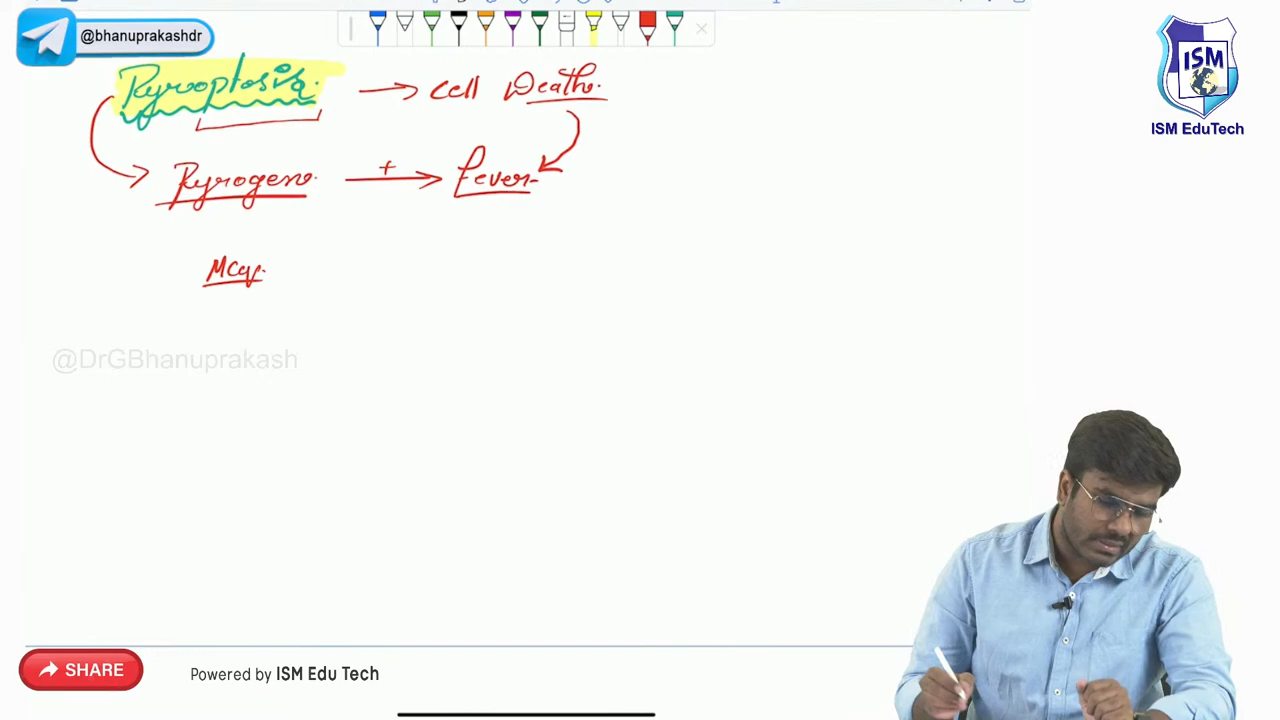 @bhanuprakashdr
Pyroptosis. → Cell Death.
Pyrogens. + → fever
MCQ.
@DrGBhanuprakash
ISM
ISM EduTech
SHARE
Powered by ISM Edu Tech